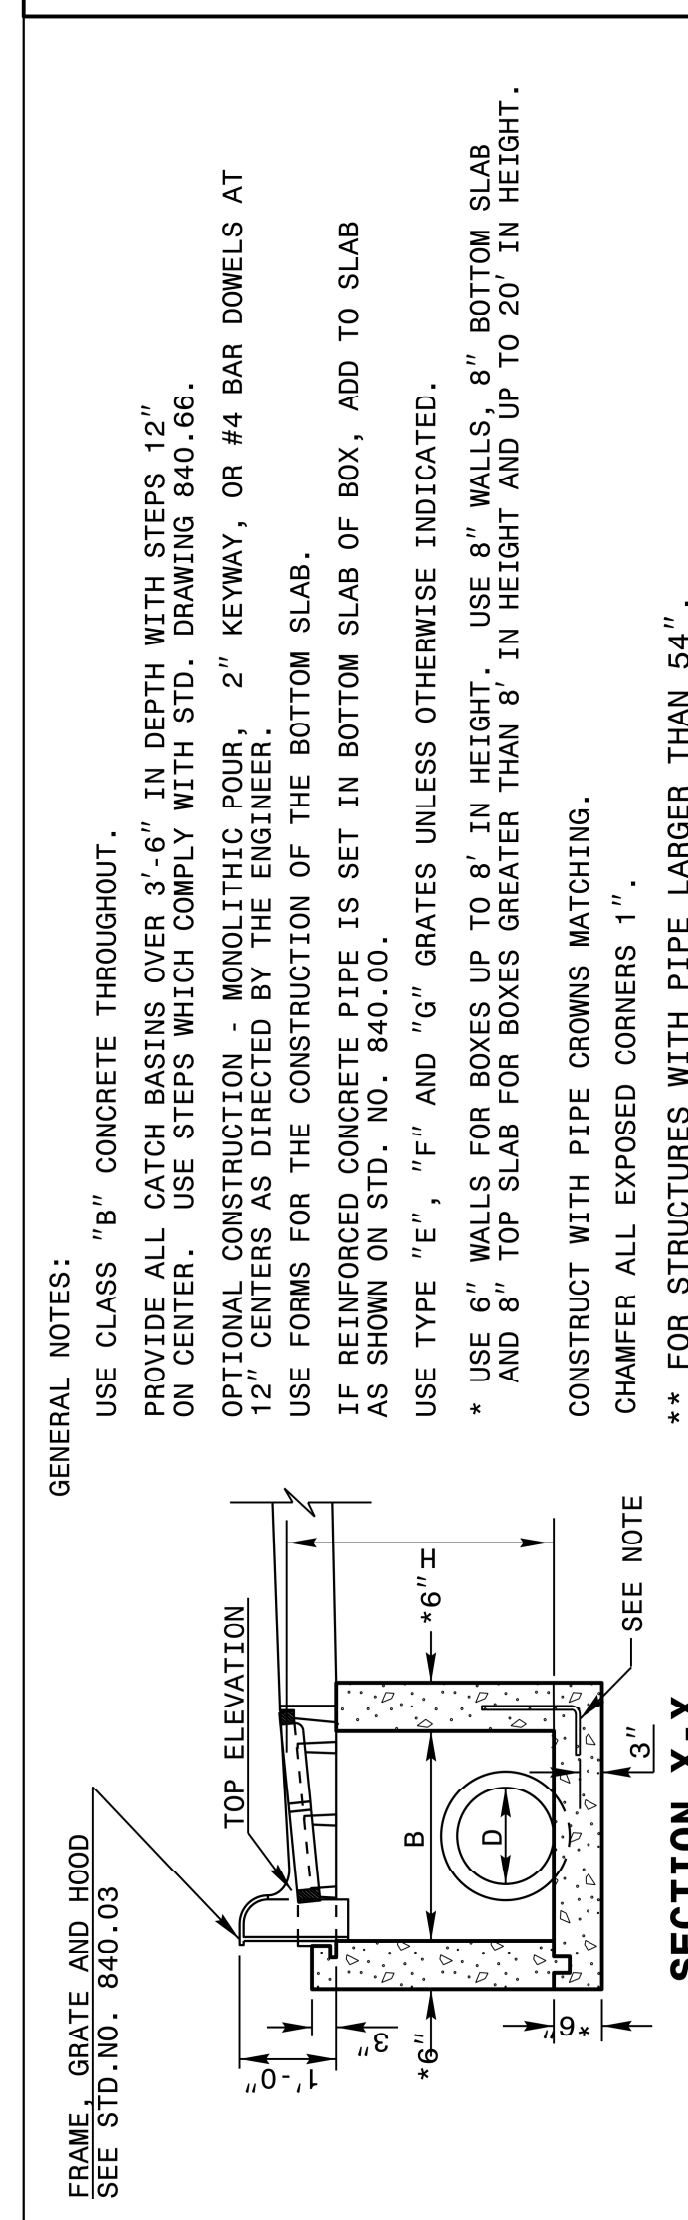 GENERAL NOTES:
USE CLASS "B" CONCRETE THROUGHOUT.
PROVIDE ALL CATCH BASINS OVER 3'-6" IN DEPTH WITH STEPS 12"
ON CENTER. USE STEPS WHICH COMPLY WITH STD. DRAWING 840.66.
OPTIONAL CONSTRUCTION - MONOLITHIC POUR, 2" KEYWAY, OR #4 BAR DOWELS AT
12" CENTERS AS DIRECTED BY THE ENGINEER.
USE FORMS FOR THE CONSTRUCTION OF THE BOTTOM SLAB.
IF REINFORCED CONCRETE PIPE IS SET IN BOTTOM SLAB OF BOX, ADD TO SLAB
AS SHOWN ON STD. NO. 840.00.
USE TYPE "E", "F" AND "G" GRATES UNLESS OTHERWISE INDICATED.
* USE 6" WALLS FOR BOXES UP TO 8' IN HEIGHT. USE 8" WALLS, 8" BOTTOM SLAB
AND 8" TOP SLAB FOR BOXES GREATER THAN 8' IN HEIGHT AND UP TO 20' IN HEIGHT.
CONSTRUCT WITH PIPE CROWNS MATCHING.
CHAMFER ALL EXPOSED CORNERS 1".
** FOR STRUCTURES WITH PIPE LARGER THAN 54".
FRAME, GRATE AND HOOD
SEE STD.NO. 840.03
TOP ELEVATION
1'-0"
3"
*6"
*6"
H
B
D
*6"
3"
SEE NOTE
SECTION X-X